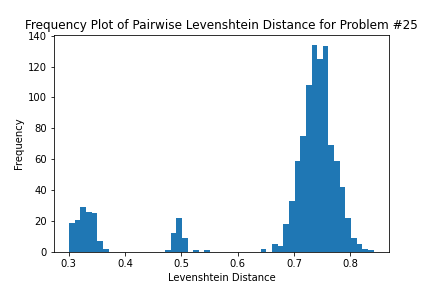 Frequency Plot of Pairwise Levenshtein Distance for Problem #25
140
120
100
80
60
40
20
0
Frequency
0.3 0.4 0.5 0.6 0.7 0.8
Levenshtein Distance